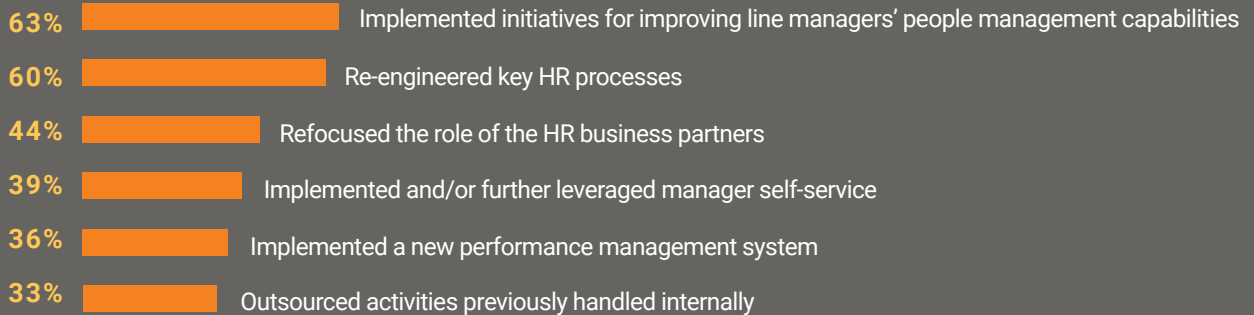 63% Implemented initiatives for improving line managers’ people management capabilities
60% Re-engineered key HR processes
44% Refocused the role of the HR business partners
39% Implemented and/or further leveraged manager self-service
36% Implemented a new performance management system
33% Outsourced activities previously handled internally